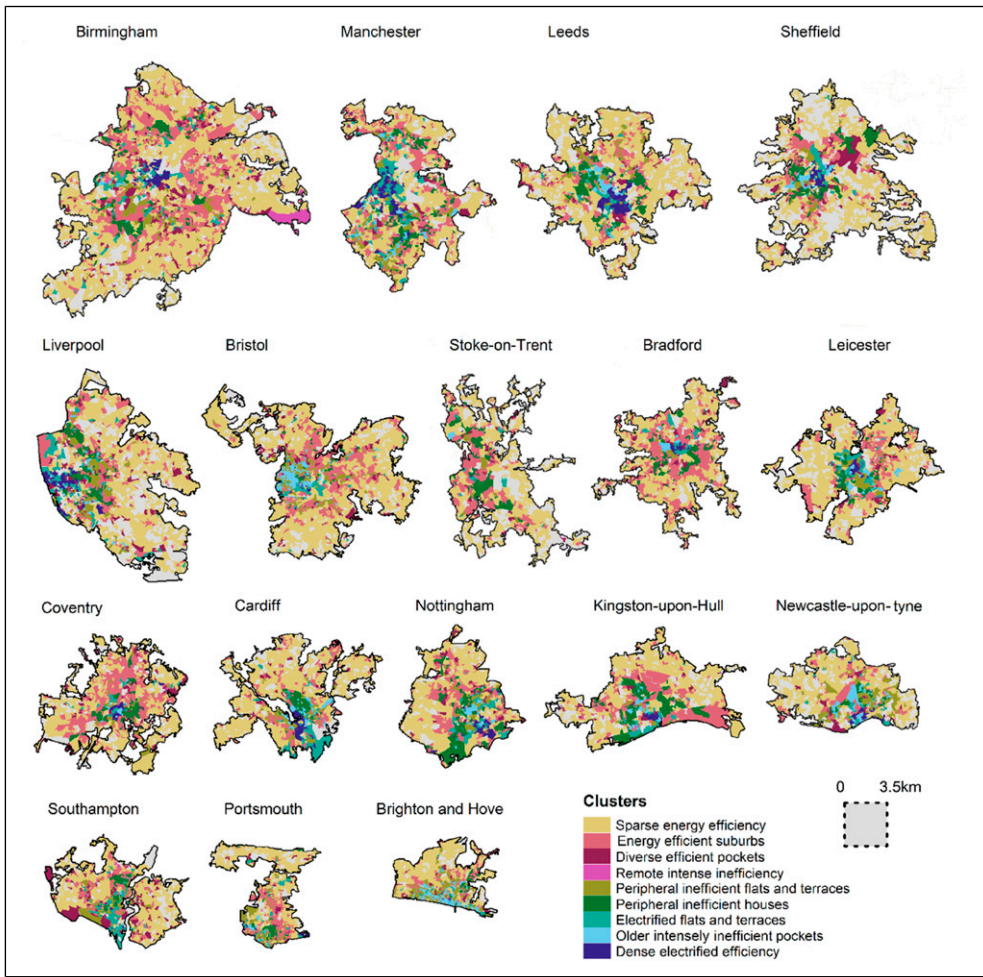 Birmingham
Manchester
Leeds
Sheffield
Liverpool
Bristol
Stoke-on-Trent
Bradford
Leicester
Coventry
Cardiff
Nottingham
Kingston-upon-Hull
Newcastle-upon-tyne
Southampton
Portsmouth
Brighton and Hove
0 3.5km
Clusters
Sparse energy efficiency
Energy efficient suburbs
Diverse efficient pockets
Remote intense inefficiency
Peripheral inefficient flats and terraces
Peripheral inefficient houses
Electrified flats and terraces
Older intensely inefficient pockets
Dense electrified efficiency